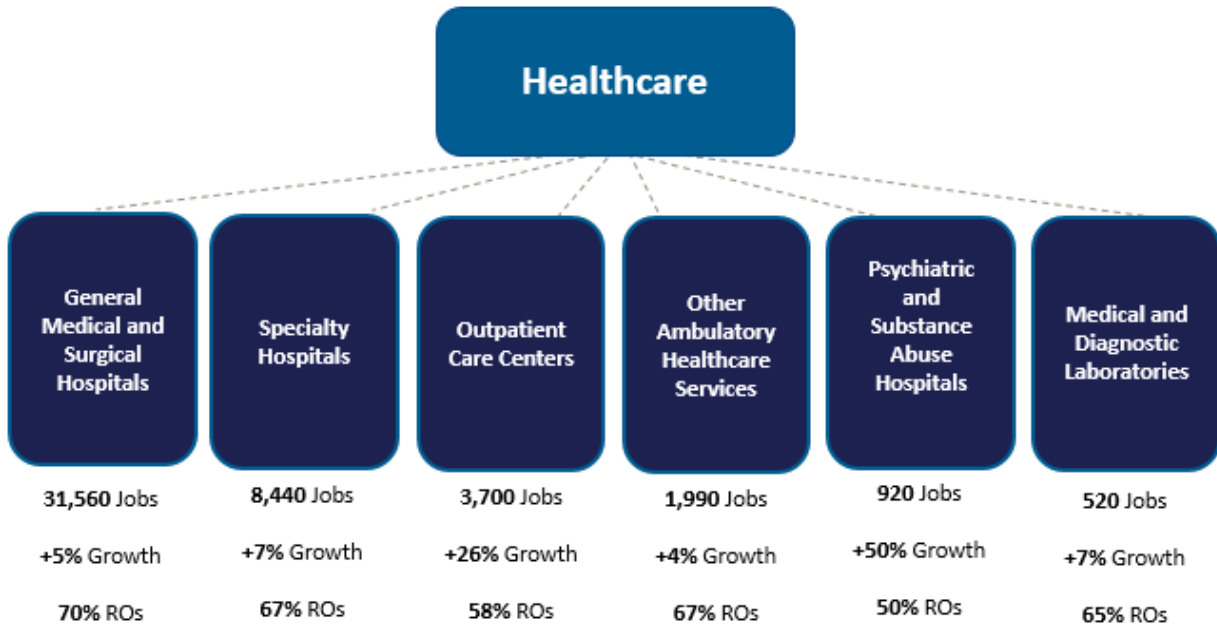 Healthcare
General
Medical and
Surgical
Hospitals
Specialty
Hospitals
Outpatient
Care Centers
Other
Ambulatory
Healthcare
Services
Psychiatric
and
Substance
Abuse
Hospitals
Medical and
Diagnostic
Laboratories
31,560 Jobs
+5% Growth
70% ROs
8,440 Jobs
+7% Growth
67% ROs
3,700 Jobs
+26% Growth
58% ROs
1,990 Jobs
+4% Growth
67% ROs
920 Jobs
+50% Growth
50% ROs
520 Jobs
+7% Growth
65% ROs